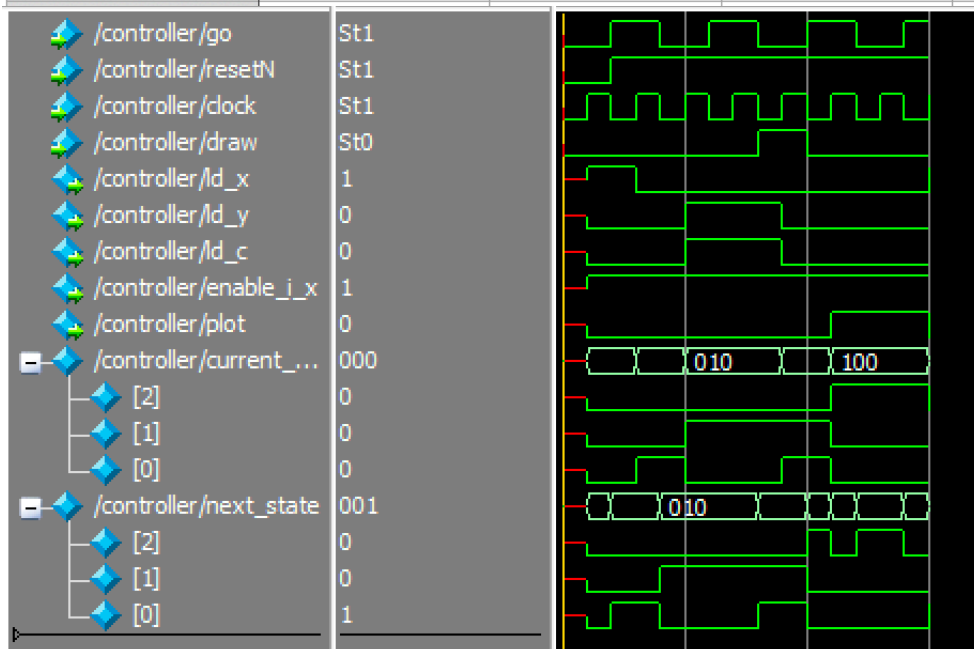 /controller/go St1
/controller/resetN St1
/controller/clock St1
/controller/draw St0
/controller/ld_x 1
/controller/ld_y 0
/controller/ld_c 0
/controller/enable_i_x 1
/controller/plot 0
/controller/current_... 000 010 100
[2] 0
[1] 0
[0] 0
/controller/next_state 001 010
[2] 0
[1] 0
[0] 1